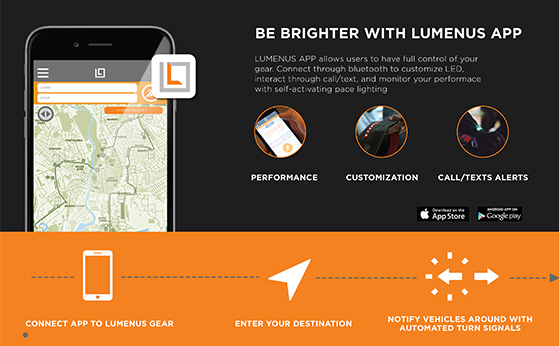 BE BRIGHTER WITH LUMENUS APP
LUMENUS APP allows users to have full control of your
gear. Connect through bluetooth to customize LED,
interact through call/text, and monitor your performace
with self-activating pace lighting
START
STOP
PERFORMANCE
CUSTOMIZATION
CALL/TEXTS ALERTS
Download on the
App Store
ANDROID APP ON
Google play
CONNECT APP TO LUMENUS GEAR
ENTER YOUR DESTINATION
NOTIFY VEHICLES AROUND WITH
AUTOMATED TURN SIGNALS